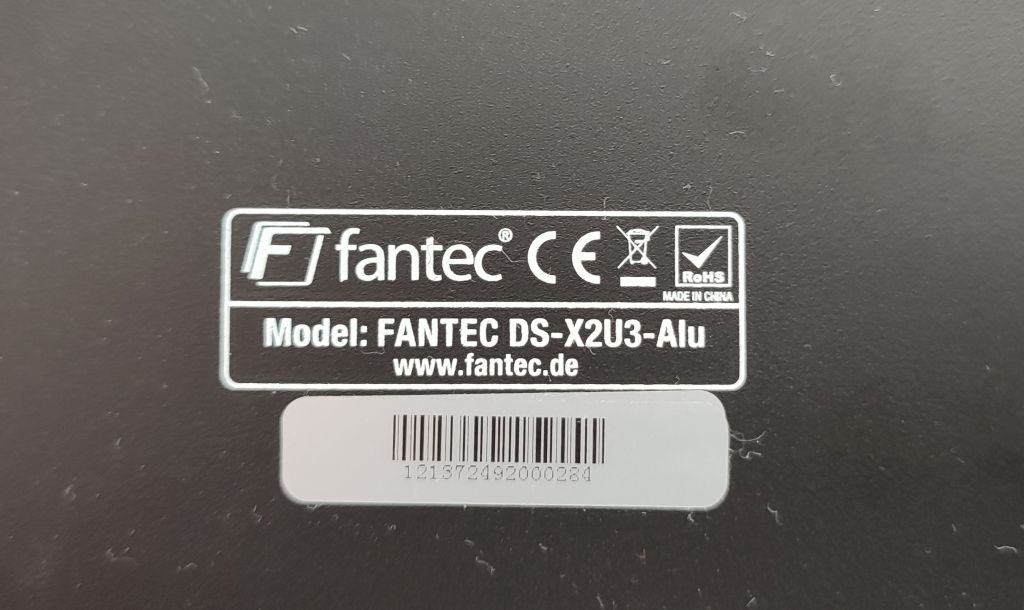 fantec® CE
RoHS
MADE IN CHINA
Model: FANTEC DS-X2U3-Alu
www.fantec.de
121372492000284